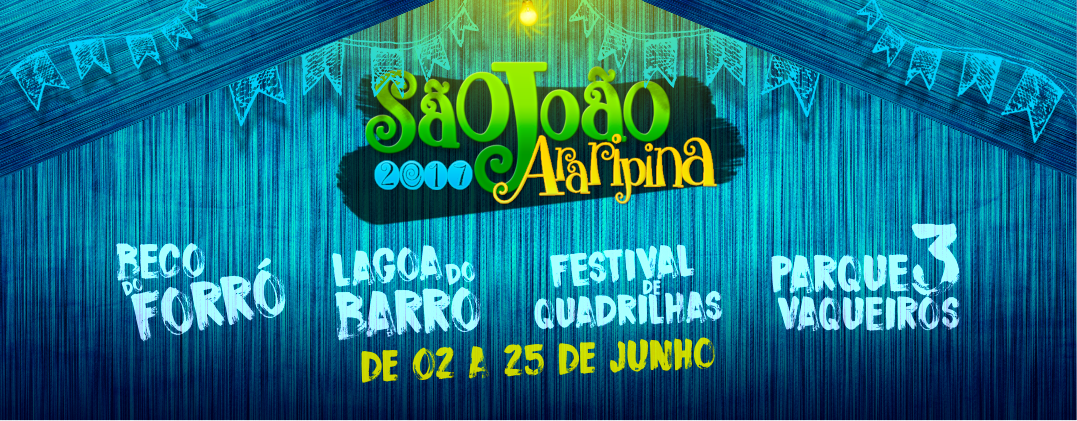 São João
2017 Araripina
BECO
DO
FORRÓ
LAGOA DO
BARRO
FESTIVAL
DE
QUADRILHAS
PARQUE 3
VAQUEIROS
DE 02 A 25 DE JUNHO